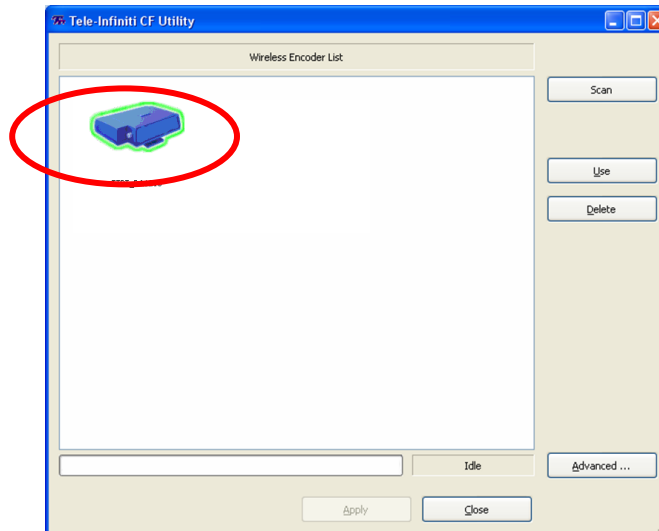 Tele-Infiniti CF Utility
Wireless Encoder List
Scan
Use
Delete
Idle
Advanced ...
Apply
Close